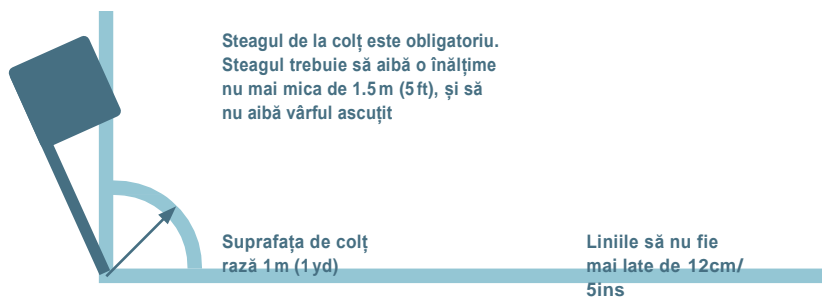 Steagul de la colț este obligatoriu.
Steagul trebuie să aibă o înălțime
nu mai mica de 1.5 m (5 ft), și să
nu aibă vârful ascuțit
Suprafața de colț
rază 1 m (1 yd)
Liniile să nu fie
mai late de 12cm/
5ins